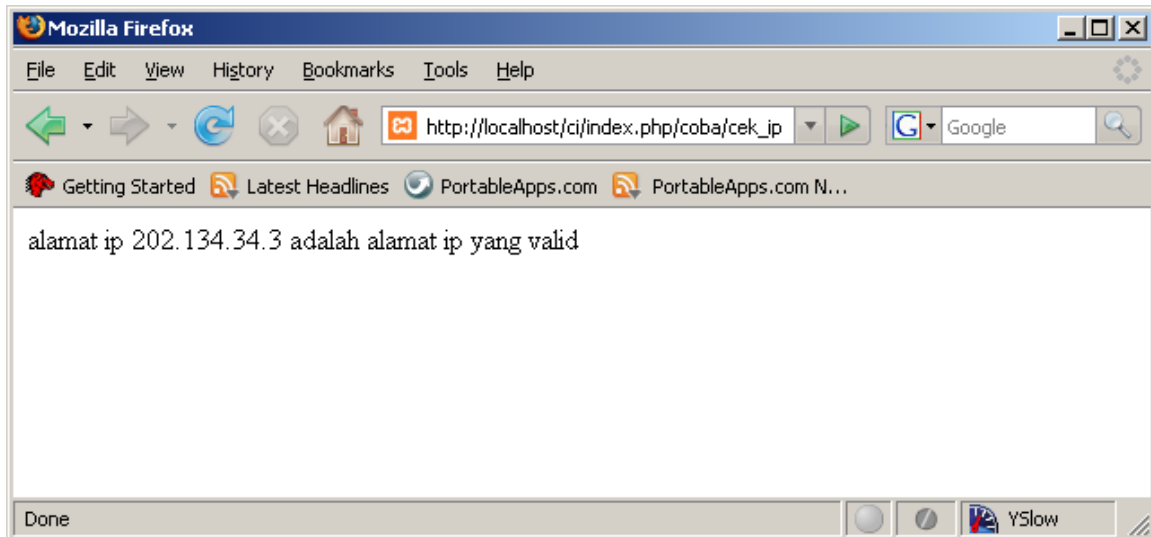 Mozilla Firefox
File Edit View History Bookmarks Tools Help
http://localhost/ci/index.php/coba/cek_ip G Google
Getting Started Latest Headlines PortableApps.com PortableApps.com N...
alamat ip 202.134.34.3 adalah alamat ip yang valid
Done YSlow